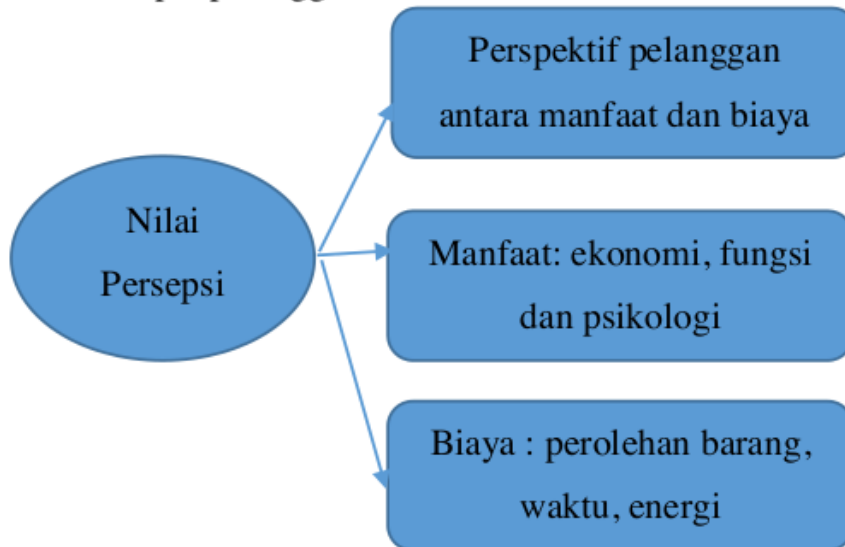 Perspektif pelanggan
antara manfaat dan biaya
Nilai
Persepsi
Manfaat: ekonomi, fungsi
dan psikologi
Biaya : perolehan barang,
waktu, energi